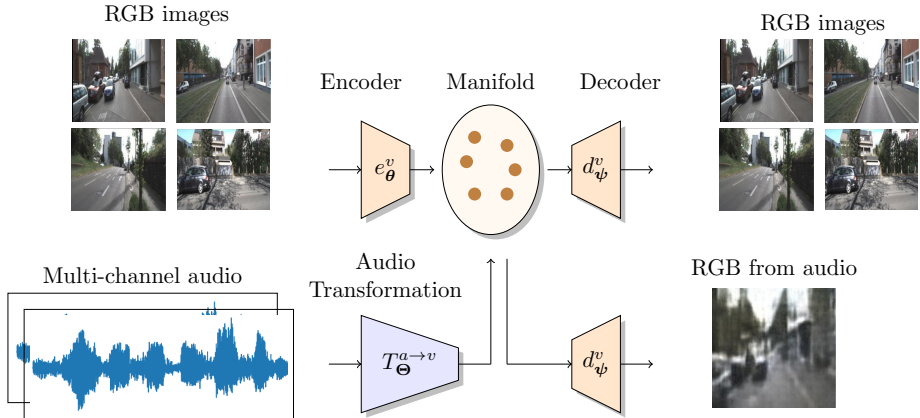 RGB images
RGB images
Encoder Manifold Decoder
e^v_θ
d^v_ψ
Multi-channel audio
Audio
Transformation
RGB from audio
T^{a→v}_Θ
d^v_ψ